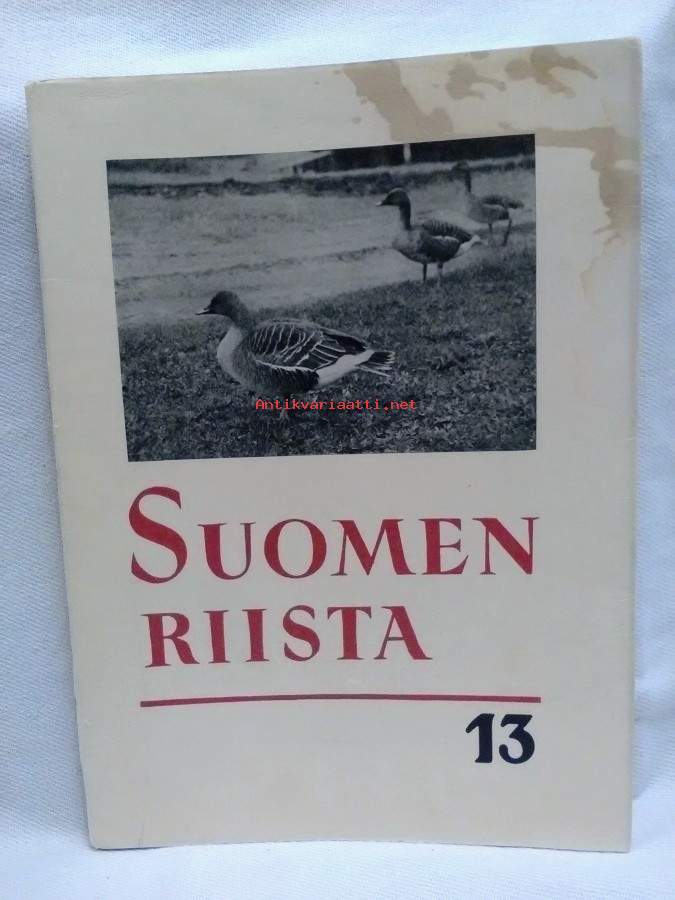 Antikvariaatti.net
SUOMEN
RIISTA
13